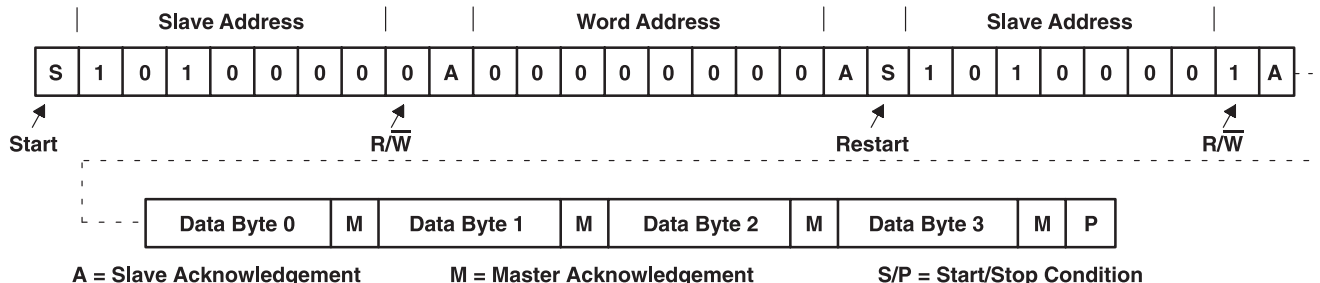 Slave Address Word Address Slave Address
S 1 0 1 0 0 0 0 0 A 0 0 0 0 0 0 0 0 A S 1 0 1 0 0 0 0 1 A
Start R/W̅ Restart R/W̅
Data Byte 0 M Data Byte 1 M Data Byte 2 M Data Byte 3 M P
A = Slave Acknowledgement M = Master Acknowledgement S/P = Start/Stop Condition